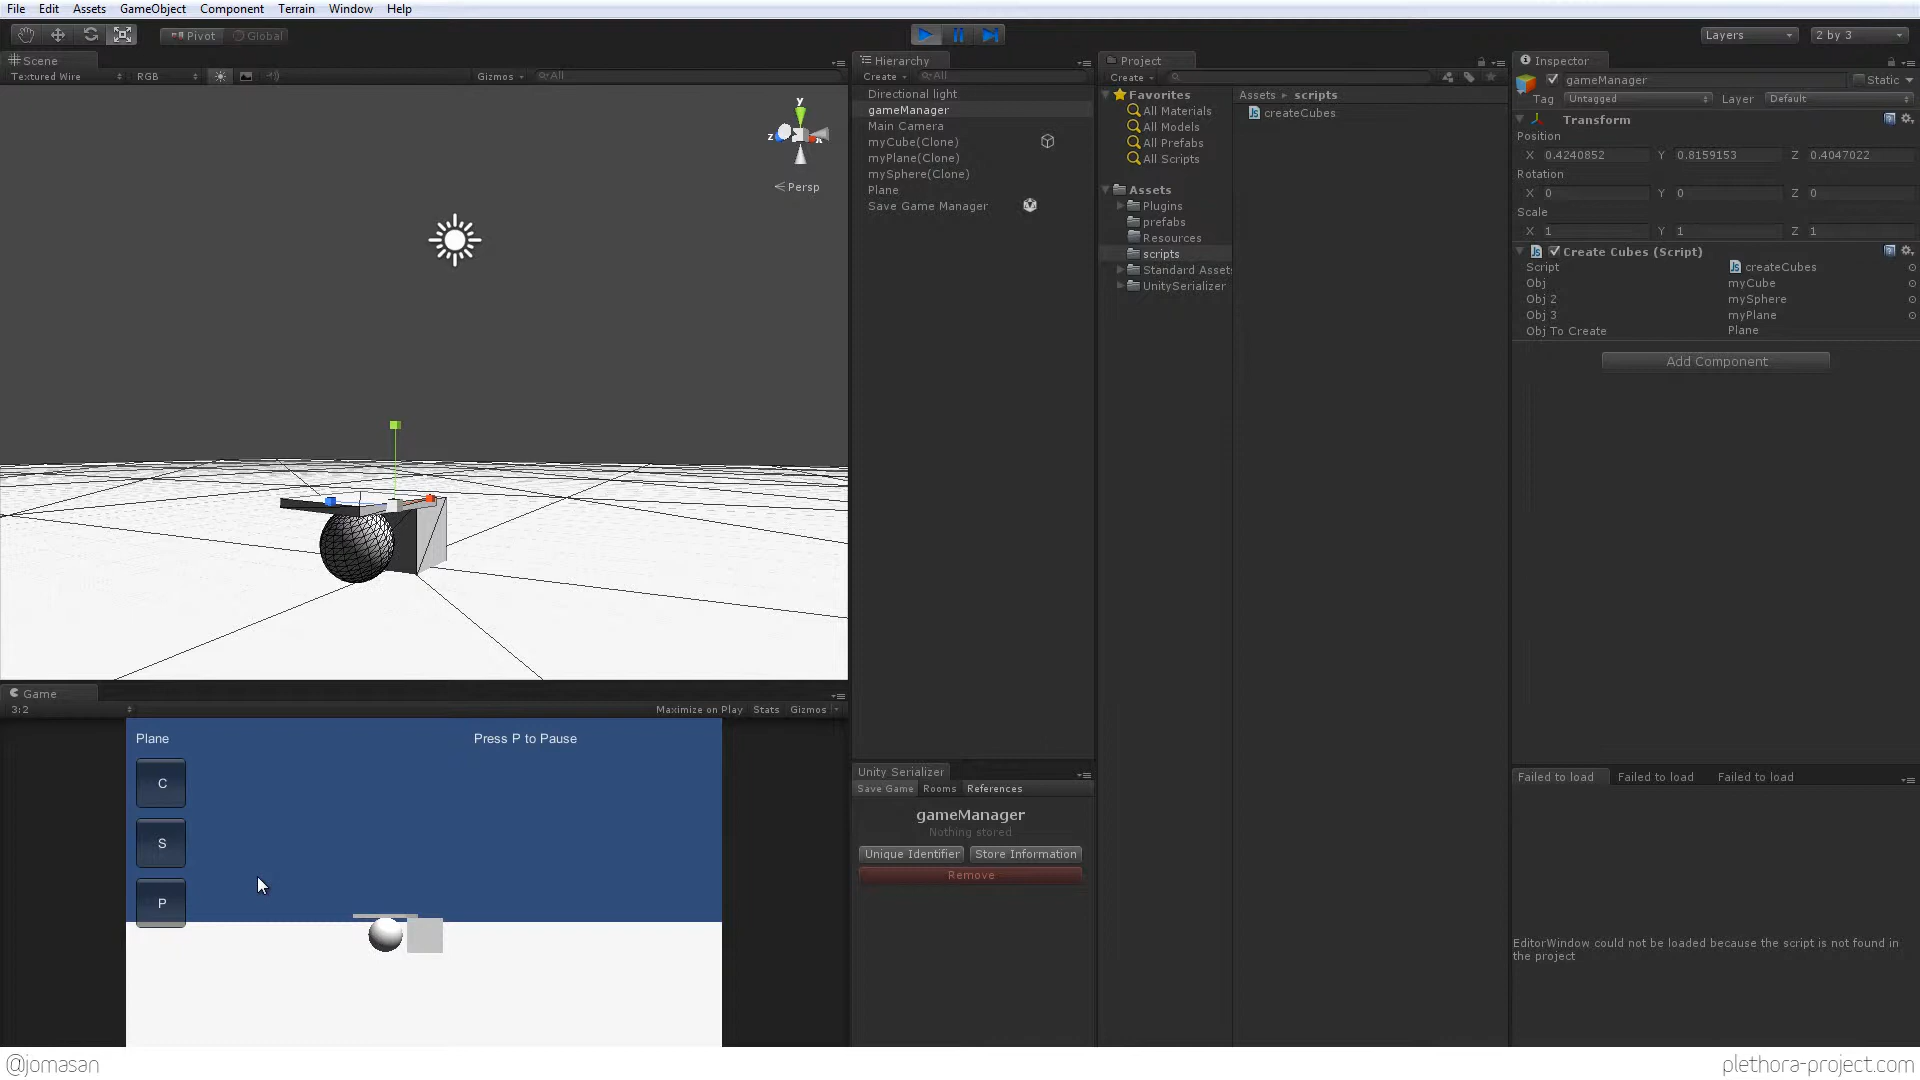 File Edit Assets GameObject Component Terrain Window Help
Pivot Global
Layers
2 by 3
Scene
Textured Wire RGB Gizmos All
y
z x
Persp
Hierarchy
Create All
Directional light
gameManager
Main Camera
myCube(Clone)
myPlane(Clone)
mySphere(Clone)
Plane
Save Game Manager
Project
Create
Favorites
All Materials
All Models
All Prefabs
All Scripts
Assets
Plugins
prefabs
Resources
scripts
Standard Assets
UnitySerializer
Assets scripts
createCubes
Inspector
gameManager Static
Tag Untagged Layer Default
Transform
Position
X 0.4240852 Y 0.8159153 Z 0.4047022
Rotation
X 0 Y 0 Z 0
Scale
X 1 Y 1 Z 1
Create Cubes (Script)
Script createCubes
Obj myCube
Obj 2 mySphere
Obj 3 myPlane
Obj To Create Plane
Add Component
Game
3:2 Maximize on Play Stats Gizmos
Plane Press P to Pause
C
S
P
Unity Serializer
Save Game Rooms References
gameManager
Nothing stored
Unique Identifier Store Information
Remove
Failed to load Failed to load Failed to load
EditorWindow could not be loaded because the script is not found in
the project
@jomasan
plethora-project.com